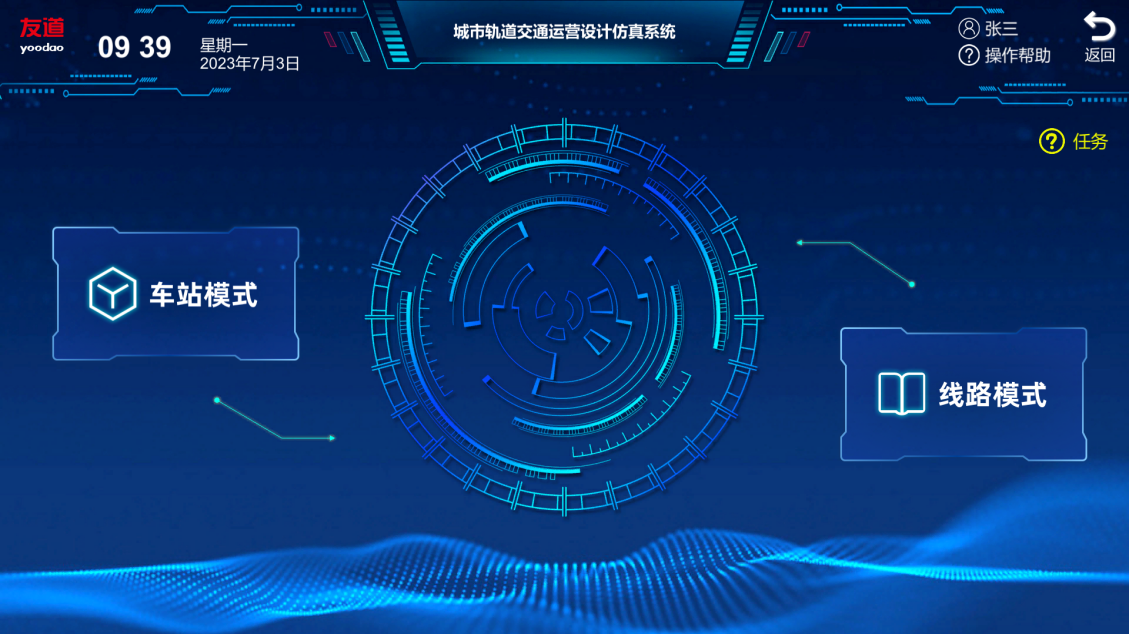 友道
yoodao
09 39
星期一
2023年7月3日
城市轨道交通运营设计仿真系统
张三
操作帮助
返回
任务
车站模式
线路模式